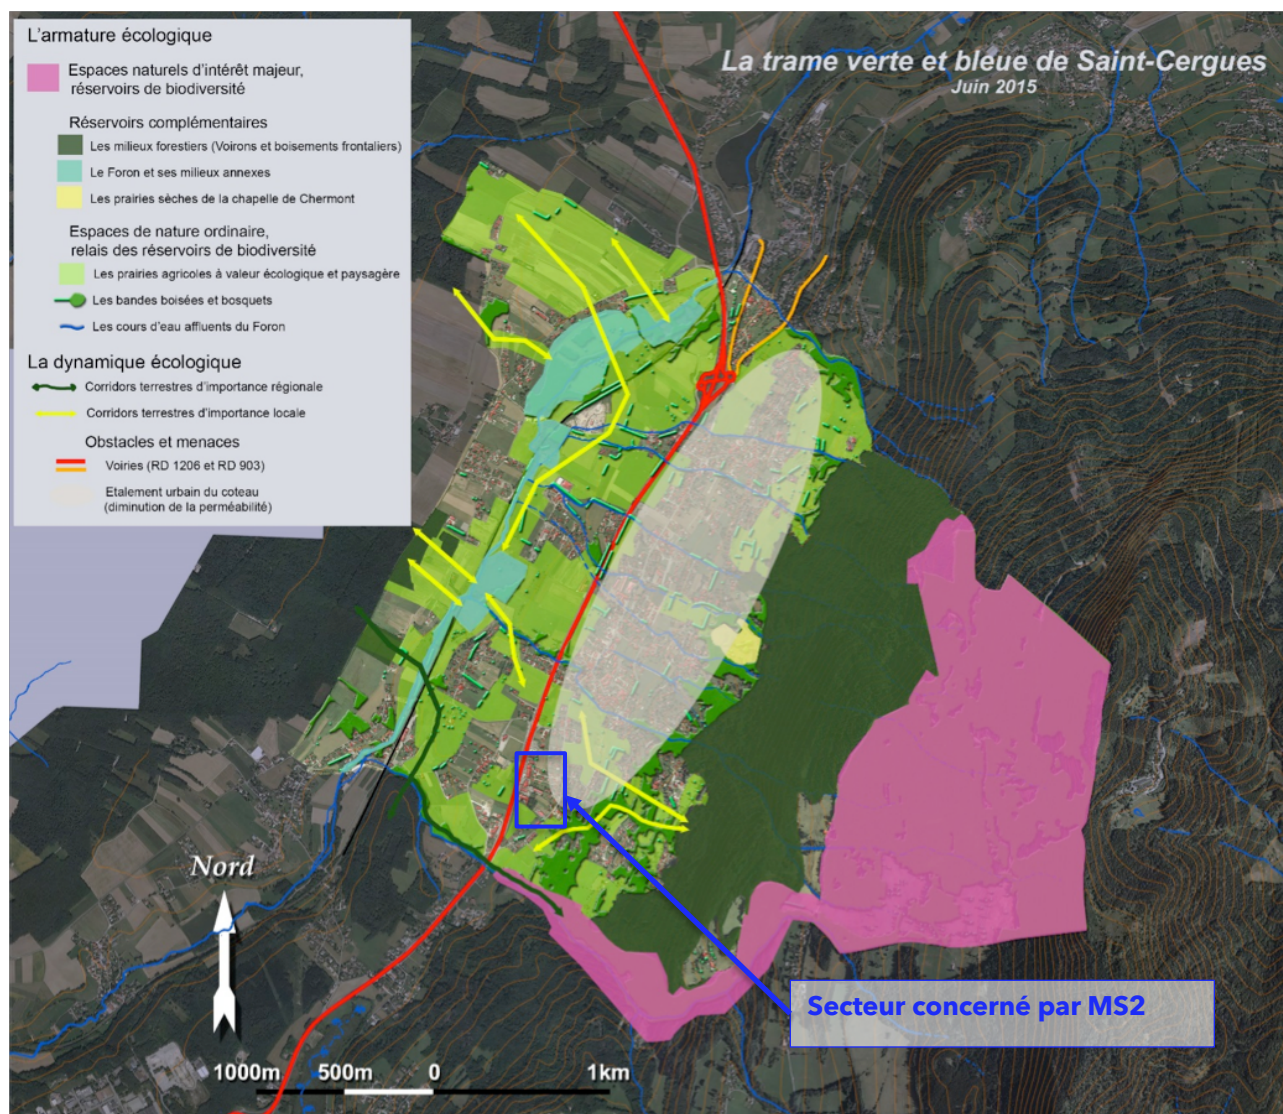 L'armature écologique
Espaces naturels d'intérêt majeur,
réservoirs de biodiversité
Réservoirs complémentaires
Les milieux forestiers (Voirons et boisements frontaliers)
Le Foron et ses milieux annexes
Les prairies sèches de la chapelle de Chermont
Espaces de nature ordinaire,
relais des réservoirs de biodiversité
Les prairies agricoles à valeur écologique et paysagère
Les bandes boisées et bosquets
Les cours d'eau affluents du Foron
La dynamique écologique
Corridors terrestres d'importance régionale
Corridors terrestres d'importance locale
Obstacles et menaces
Voiries (RD 1206 et RD 903)
Etalement urbain du coteau
(diminution de la perméabilité)
La trame verte et bleue de Saint-Cergues
Juin 2015
Nord
Secteur concerné par MS2
1000m 500m 0 1km